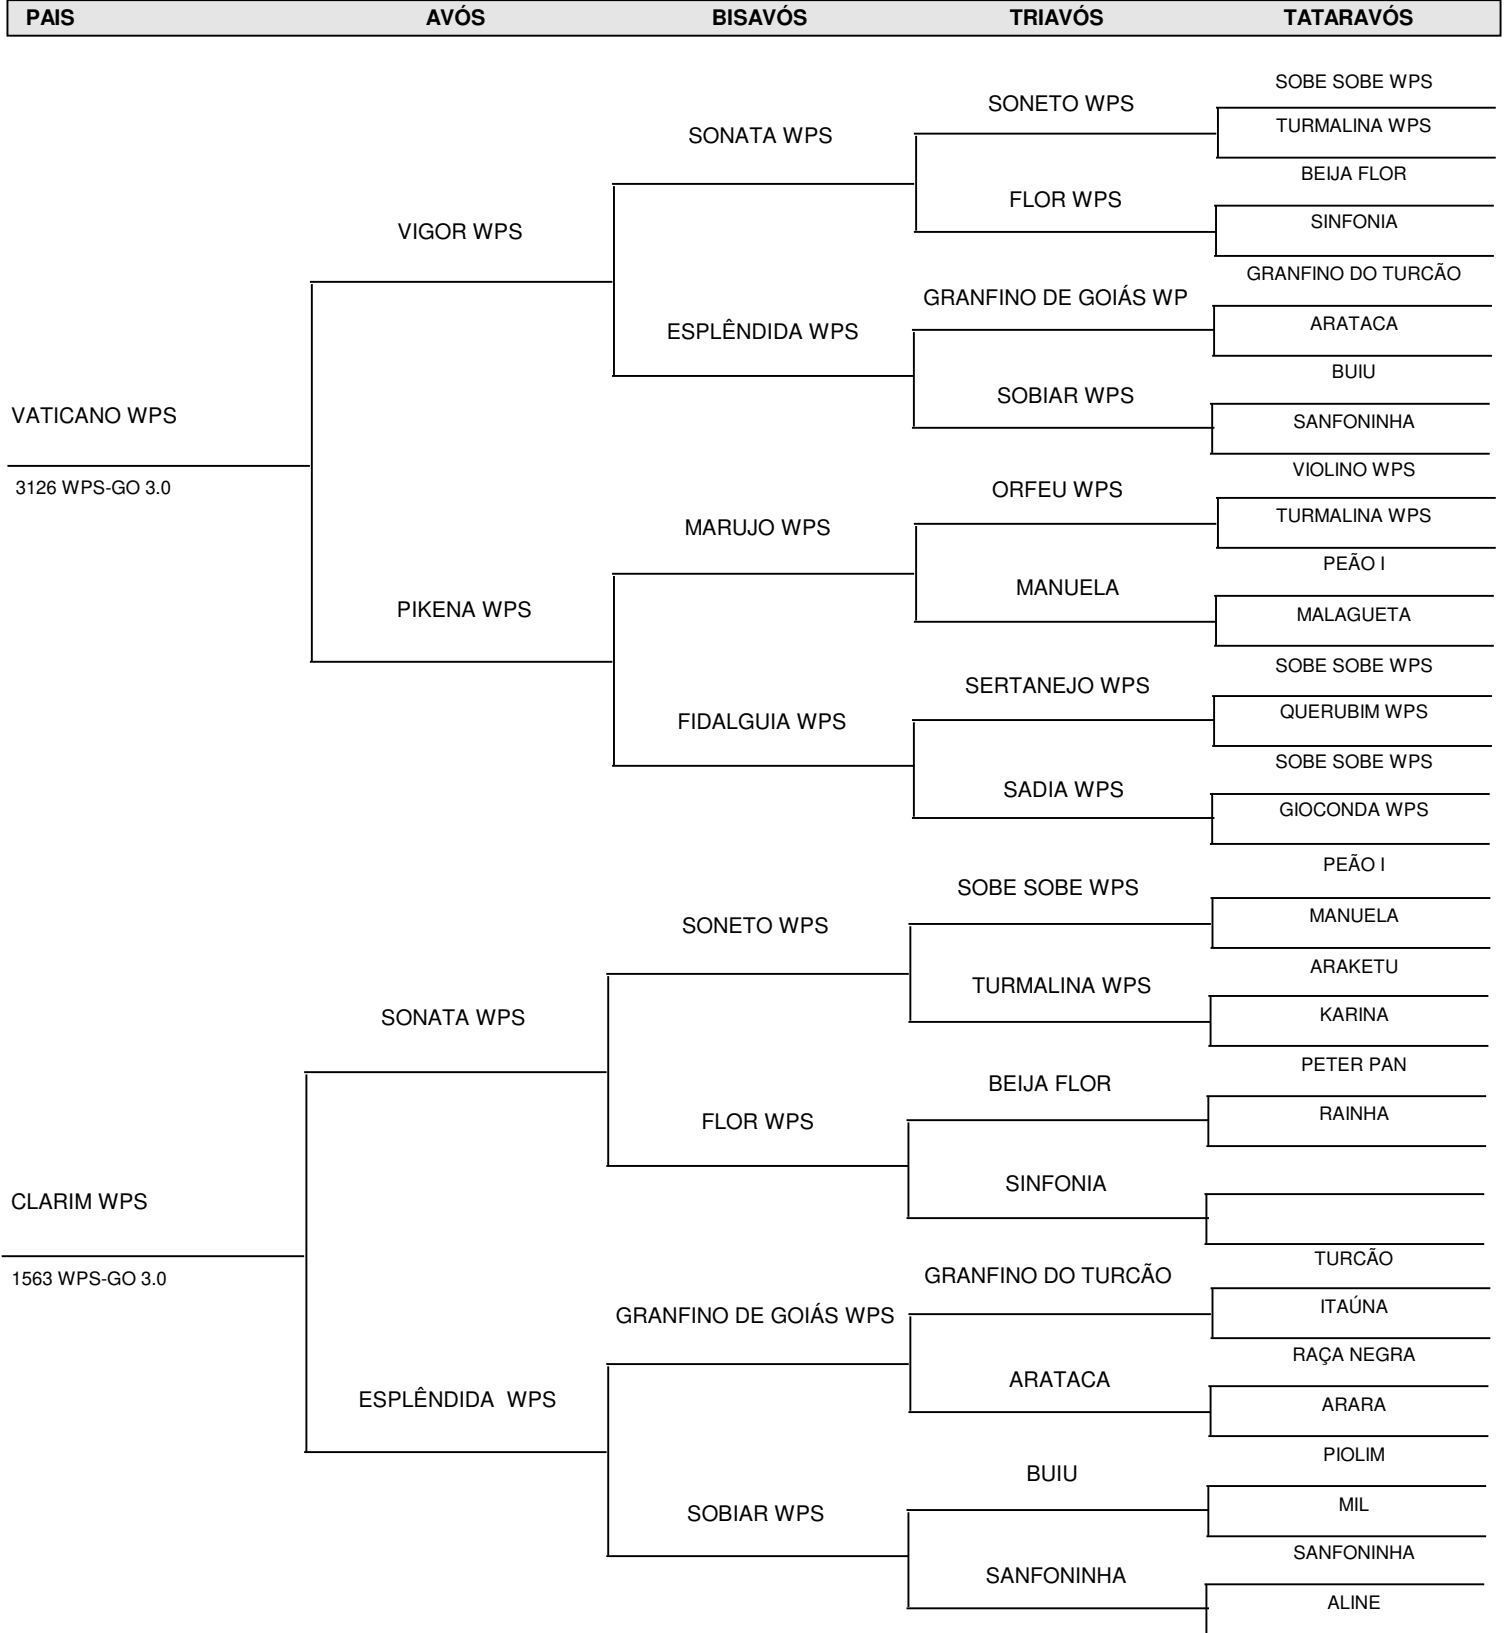 PAIS AVÓS BISAVÓS TRIAVÓS TATARAVÓS
SOBE SOBE WPS
SONETO WPS
TURMALINA WPS
SONATA WPS
BEIJA FLOR
FLOR WPS
SINFONIA
VIGOR WPS
GRANFINO DO TURCÃO
GRANFINO DE GOIÁS WP
ARATACA
ESPLÊNDIDA WPS
BUIU
SOBIAR WPS
SANFONINHA
VATICANO WPS
VIOLINO WPS
3126 WPS-GO 3.0
ORFEU WPS
TURMALINA WPS
MARUJO WPS
PEÃO I
MANUELA
MALAGUETA
PIKENA WPS
SOBE SOBE WPS
SERTANEJO WPS
QUERUBIM WPS
FIDALGUIA WPS
SOBE SOBE WPS
SADIA WPS
GIOCONDA WPS
PEÃO I
SOBE SOBE WPS
MANUELA
SONETO WPS
ARAKETU
TURMALINA WPS
KARINA
SONATA WPS
PETER PAN
BEIJA FLOR
RAINHA
FLOR WPS
SINFONIA
CLARIM WPS
TURCÃO
1563 WPS-GO 3.0
GRANFINO DO TURCÃO
ITAÚNA
GRANFINO DE GOIÁS WPS
RAÇA NEGRA
ARATACA
ARARA
ESPLÊNDIDA  WPS
PIOLIM
BUIU
MIL
SOBIAR WPS
SANFONINHA
SANFONINHA
ALINE